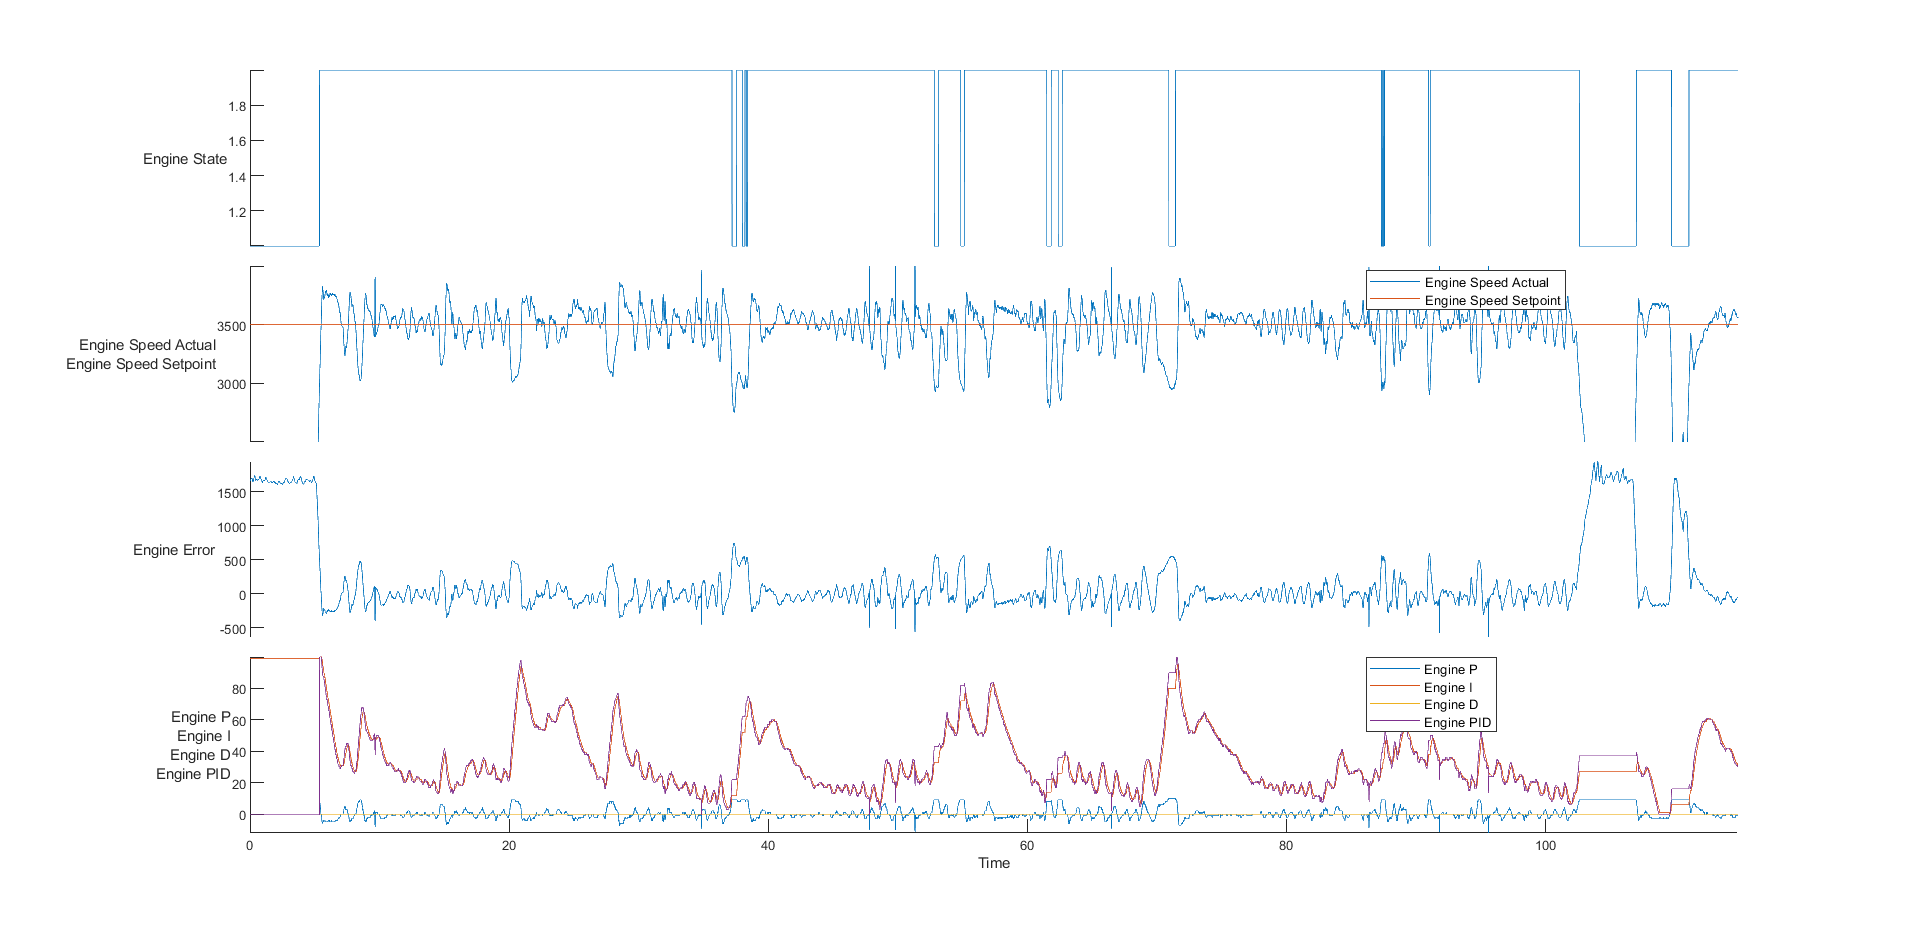 1.8
1.6
Engine State
1.4
1.2
Engine Speed Actual
Engine Speed Setpoint
3500
Engine Speed Actual
Engine Speed Setpoint
3000
1500
1000
Engine Error
500
0
-500
Engine P
Engine I
Engine D
Engine PID
80
60
40
20
0
Engine P
Engine I
Engine D
Engine PID
0
20
40
60
80
100
Time